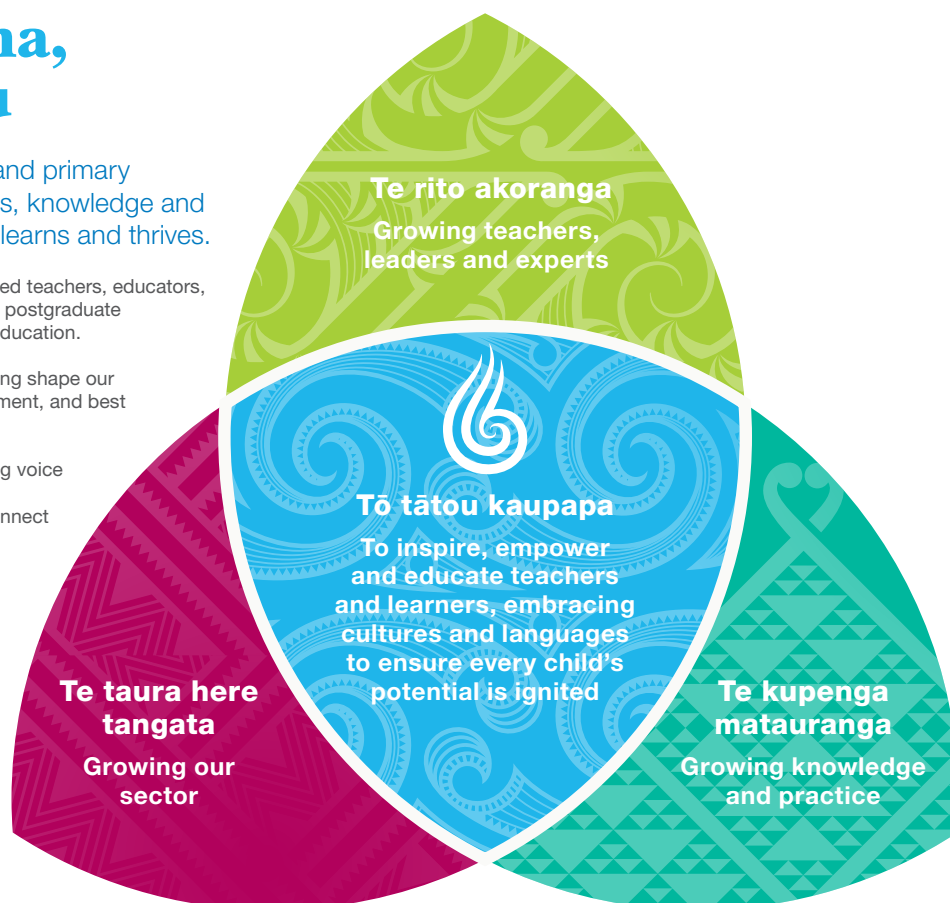 na,
u
and primary
s, knowledge and
learns and thrives.
ed teachers, educators,
postgraduate
ducation.
ng shape our
ment, and best
g voice
nnect
Te rito akoranga
Growing teachers,
leaders and experts
Tō tātou kaupapa
To inspire, empower
and educate teachers
and learners, embracing
cultures and languages
to ensure every child's
potential is ignited
Te taura here
tangata
Growing our
sector
Te kupenga
matauranga
Growing knowledge
and practice